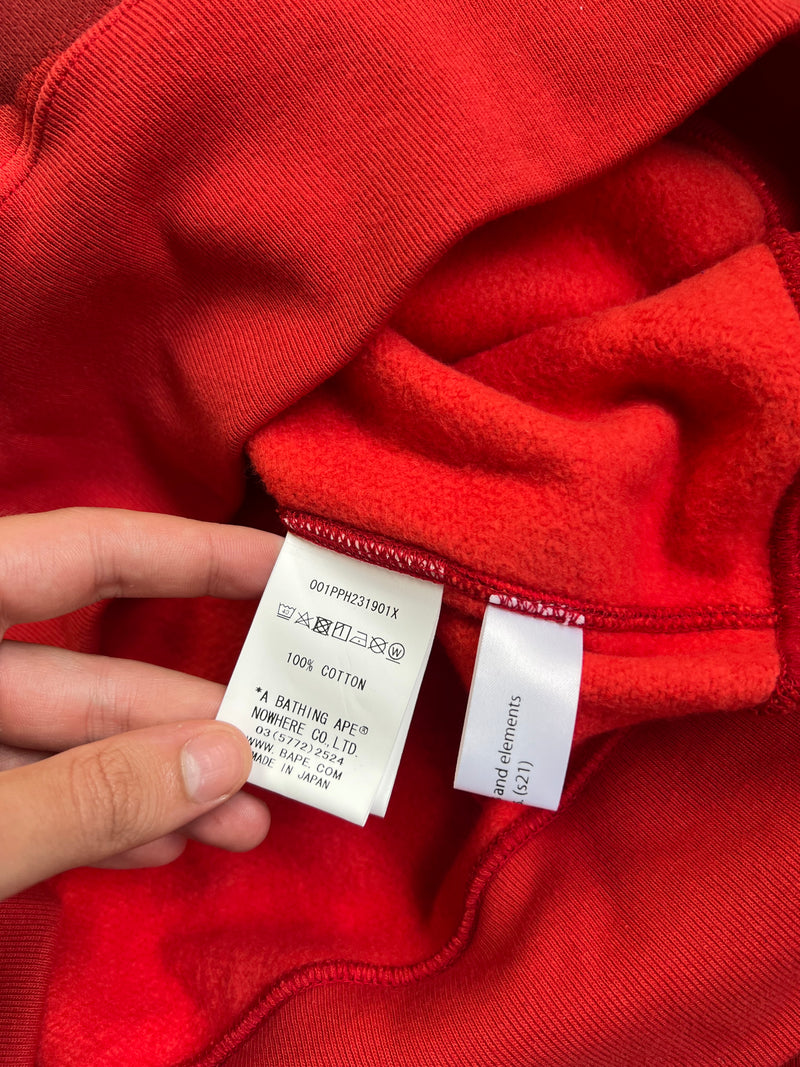 001PPH231901X
40 W
100% COTTON
*A BATHING APE®
NOWHERE CO,LTD.
03(5772)2524
WWW.BAPE.COM
MADE IN JAPAN
and elements
(s21)